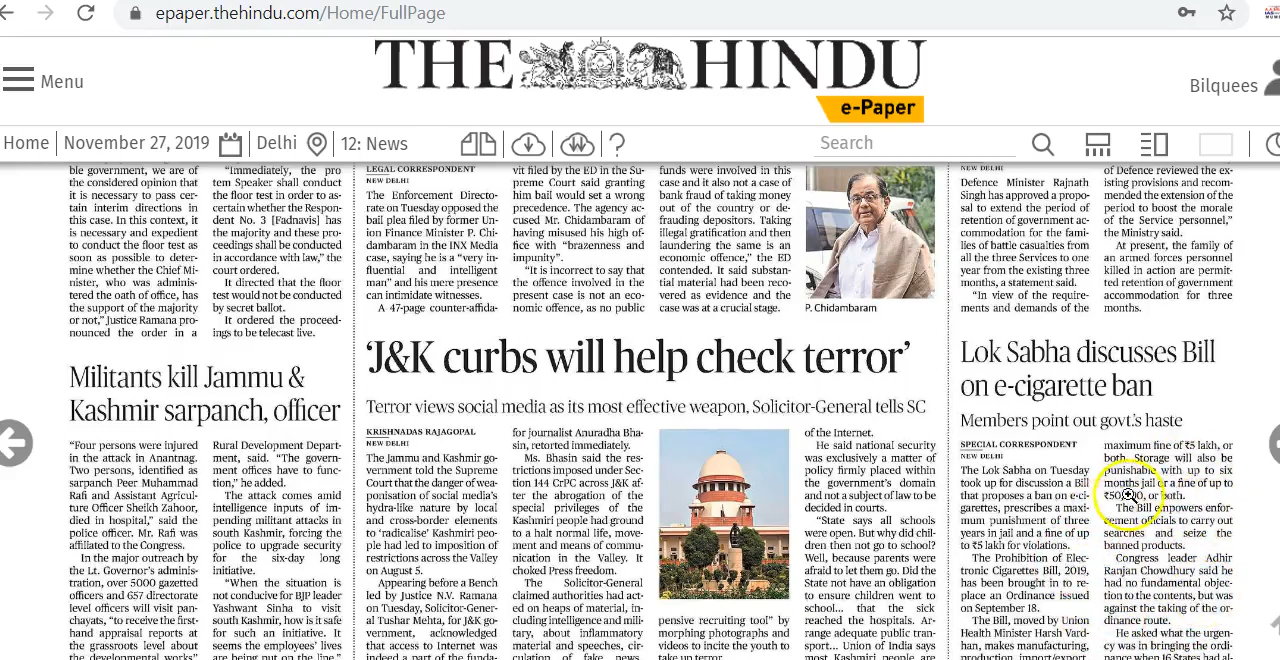 epaper.thehindu.com/Home/FullPage
Menu
THE HINDU
e-Paper
Bilquees
Home
November 27, 2019
Delhi
12: News
Search
ble government, we are of
the considered opinion that
it is necessary to pass cer-
tain interim directions in
this case. In this context, it
is necessary and expedient
to conduct the floor test as
soon as possible to deter-
mine whether the Chief Mi-
nister, who was adminis-
tered the oath of office, has
the support of the majority
or not," Justice Ramana pro-
nounced the order in a
"Immediately, the pro
tem Speaker shall conduct
the floor test in order to as-
certain whether the Respon-
dent No. 3 [Fadnavis] has
the majority and these pro-
ceedings shall be conducted
in accordance with law," the
court ordered.
It directed that the floor
test would not be conducted
by secret ballot.
It ordered the proceed-
ings to be telecast live.
Militants kill Jammu &
Kashmir sarpanch, officer
"Four persons were injured
in the attack in Anantnag.
Two persons, identified as
sarpanch Peer Muhammad
Rafi and Assistant Agricul-
ture Officer Sheikh Zahoor,
died in hospital," said the
police officer. Mr. Rafi was
affiliated to the Congress.
In the major outreach by
the Lt. Governor's adminis-
tration, over 5000 gazetted
officers and 657 directorate
level officers will visit pan-
chayats, "to receive the first-
hand appraisal reports at
the grassroots level about
the developmental works"
Rural Development Depart-
ment, said. "The govern-
ment offices have to func-
tion," he added.
The attack comes amid
intelligence inputs of im-
pending militant attacks in
south Kashmir, forcing the
police to upgrade security
for the six-day long
initiative.
"When the situation is
not conducive for BJP leader
Yashwant Sinha to visit
south Kashmir, how is it safe
for such an initiative. It
seems the employees' lives
are being put on the line,"
LEGAL CORRESPONDENT
NEW DELHI
The Enforcement Directo-
rate on Tuesday opposed the
bail plea filed by former Un-
ion Finance Minister P. Chi-
dambaram in the INX Media
case, saying he is a "very in-
fluential and intelligent
man" and his mere presence
can intimidate witnesses.
A 47-page counter-affida-
vit filed by the ED in the Su-
preme Court said granting
him bail would set a wrong
precedence. The agency ac-
cused Mr. Chidambaram of
having misused his high of-
fice with "brazenness and
impunity".
"It is incorrect to say that
the offence involved in the
present case is not an eco-
nomic offence, as no public
funds were involved in this
case and it also not a case of
bank fraud of taking money
out of the country or de-
frauding depositors. Taking
illegal gratification and then
laundering the same is an
economic offence," the ED
contended. It said substan-
tial material had been reco-
vered as evidence and the
case was at a crucial stage.
P. Chidambaram
'J&K curbs will help check terror'
Terror views social media as its most effective weapon, Solicitor-General tells SC
KRISHNADAS RAJAGOPAL
NEW DELHI
The Jammu and Kashmir go-
vernment told the Supreme
Court that the danger of wea-
ponisation of social media's
hydra-like nature by local
and cross-border elements
to 'radicalise' Kashmiri peo-
ple had led to imposition of
restrictions across the Valley
on August 5.
Appearing before a Bench
led by Justice N.V. Ramana
on Tuesday, Solicitor-Gener-
al Tushar Mehta, for J&K go-
vernment, acknowledged
that access to Internet was
indeed a part of the funda-
for journalist Anuradha Bha-
sin, retorted immediately.
Ms. Bhasin said the res-
trictions imposed under Sec-
tion 144 CrPC across J&K af-
ter the abrogation of the
special privileges of the
Kashmiri people had ground
to a halt normal life, move-
ment and means of commu-
nication in the Valley. It
choked Press freedom.
The Solicitor-General
claimed authorities had act-
ed on heaps of material, in-
cluding intelligence and mili-
tary, about inflammatory
material and speeches, cir-
culation of fake news,
pensive recruiting tool" by
morphing photographs and
videos to incite the youth to
take up terror.
of the Internet.
He said national security
was exclusively a matter of
policy firmly placed within
the government's domain
and not a subject of law to be
decided in courts.
"State says all schools
were open. But why did chil-
dren then not go to school?
Well, because parents were
afraid to let them go. Did the
State not have an obligation
to ensure children went to
school... that the sick
reached the hospitals. Ar-
range adequate public tran-
sport... Union of India says
most Kashmiri people are
NEW DELHI
Defence Minister Rajnath
Singh has approved a propo-
sal to extend the period of
retention of government ac-
commodation for the fami-
lies of battle casualties from
all the three Services to one
year from the existing three
months, a statement said.
"In view of the require-
ments and demands of the
of Defence reviewed the ex-
isting provisions and recom-
mended the extension of the
period to boost the morale
of the Service personnel,"
the Ministry said.
At present, the family of
an armed forces personnel
killed in action are permit-
ted retention of government
accommodation for three
months.
Lok Sabha discusses Bill
on e-cigarette ban
Members point out govt.'s haste
SPECIAL CORRESPONDENT
NEW DELHI
The Lok Sabha on Tuesday
took up for discussion a Bill
that proposes a ban on e-ci-
garettes, prescribes a maxi-
mum punishment of three
years in jail and a fine of up
to ₹5 lakh for violations.
The Prohibition of Elec-
tronic Cigarettes Bill, 2019,
has been brought in to re-
place an Ordinance issued
on September 18.
The Bill, moved by Union
Health Minister Harsh Vard-
han, makes manufacturing,
production, import/export,
maximum fine of ₹5 lakh, or
both. Storage will also be
punishable with up to six
months jail or a fine of up to
₹50,000, or both.
The Bill empowers enfor-
cement officials to carry out
searches and seize the
banned products.
Congress leader Adhir
Ranjan Chowdhury said he
had no fundamental objec-
tion to the contents, but was
against the taking of the or-
dinance route.
He asked what the urgen-
cy was in bringing the ordi-
nance when 16 States had al-